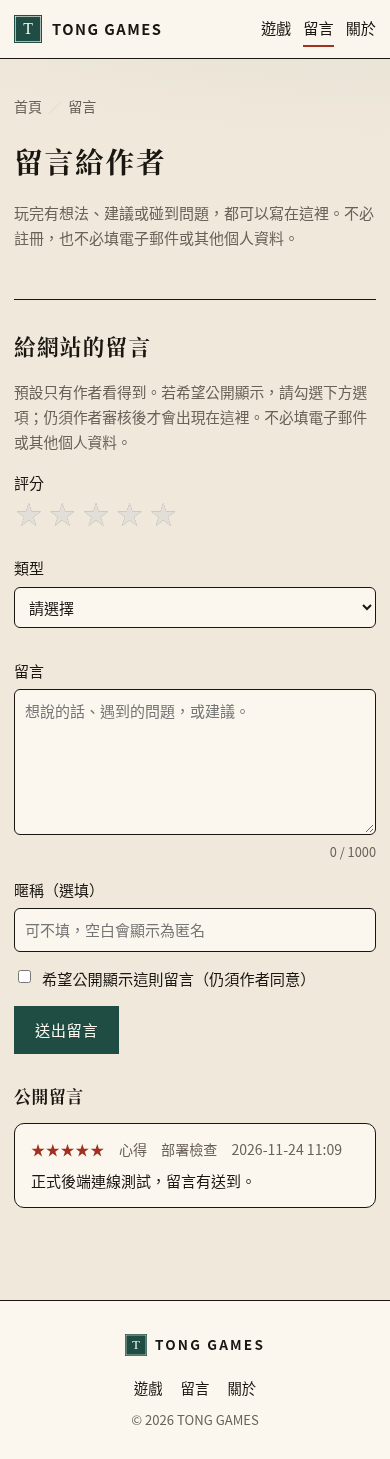 T TONG GAMES 遊戲 留言 關於
首頁 / 留言
留言給作者
玩完有想法、建議或碰到問題，都可以寫在這裡。不必
註冊，也不必填電子郵件或其他個人資料。
給網站的留言
預設只有作者看得到。若希望公開顯示，請勾選下方選
項；仍須作者審核後才會出現在這裡。不必填電子郵件
或其他個人資料。
評分
★★★★★
類型
請選擇
留言
想說的話、遇到的問題，或建議。
0 / 1000
暱稱（選填）
可不填，空白會顯示為匿名
希望公開顯示這則留言（仍須作者同意）
送出留言
公開留言
★★★★★ 心得 部署檢查 2026-11-24 11:09
正式後端連線測試，留言有送到。
T TONG GAMES
遊戲 留言 關於
© 2026 TONG GAMES